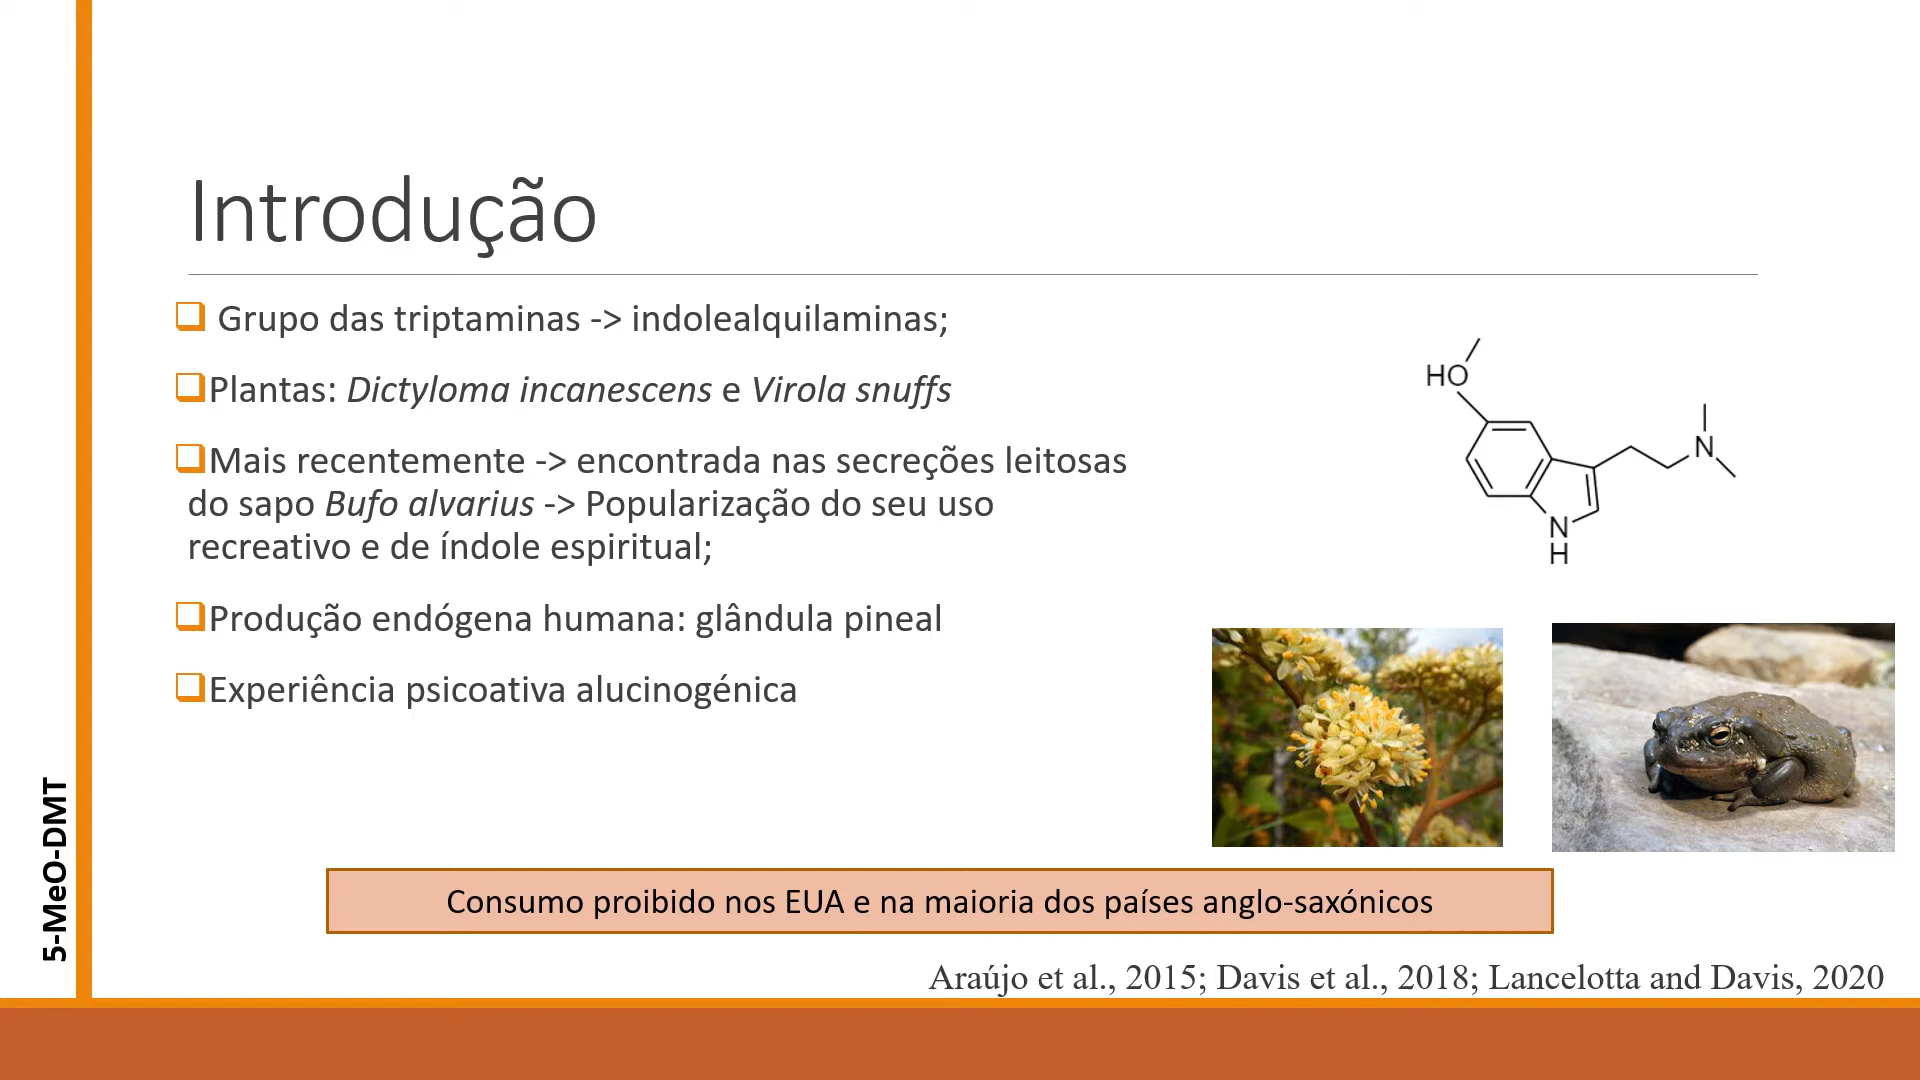 Introdução
Grupo das triptaminas -> indolealquilaminas;
Plantas: Dictyloma incanescens e Virola snuffs
Mais recentemente -> encontrada nas secreções leitosas
do sapo Bufo alvarius -> Popularização do seu uso
recreativo e de índole espiritual;
Produção endógena humana: glândula pineal
Experiência psicoativa alucinogénica
HO
N
N
H
5-MeO-DMT
Consumo proibido nos EUA e na maioria dos países anglo-saxónicos
Araújo et al., 2015; Davis et al., 2018; Lancelotta and Davis, 2020